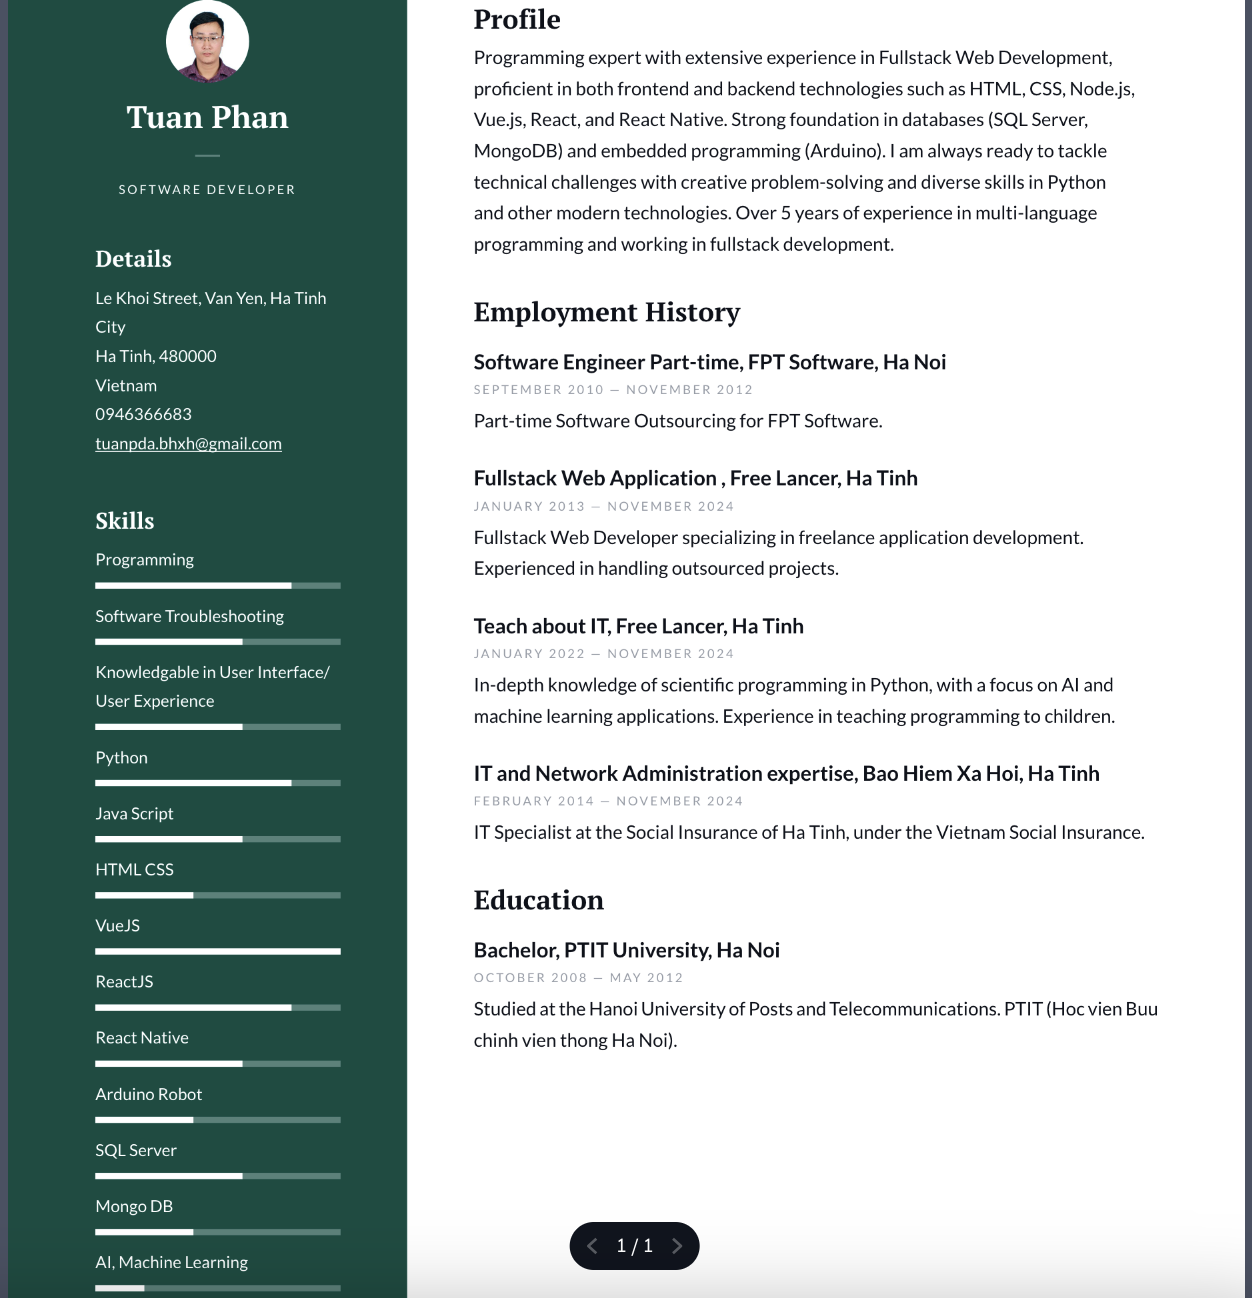 Tuan Phan
SOFTWARE DEVELOPER
Details
Le Khoi Street, Van Yen, Ha Tinh
City
Ha Tinh, 480000
Vietnam
0946366683
tuanpda.bhxh@gmail.com
Skills
Programming
Software Troubleshooting
Knowledgable in User Interface/
User Experience
Python
Java Script
HTML CSS
VueJS
ReactJS
React Native
Arduino Robot
SQL Server
Mongo DB
AI, Machine Learning
Profile
Programming expert with extensive experience in Fullstack Web Development,
proficient in both frontend and backend technologies such as HTML, CSS, Node.js,
Vue.js, React, and React Native. Strong foundation in databases (SQL Server,
MongoDB) and embedded programming (Arduino). I am always ready to tackle
technical challenges with creative problem-solving and diverse skills in Python
and other modern technologies. Over 5 years of experience in multi-language
programming and working in fullstack development.
Employment History
Software Engineer Part-time, FPT Software, Ha Noi
SEPTEMBER 2010 — NOVEMBER 2012
Part-time Software Outsourcing for FPT Software.
Fullstack Web Application , Free Lancer, Ha Tinh
JANUARY 2013 — NOVEMBER 2024
Fullstack Web Developer specializing in freelance application development.
Experienced in handling outsourced projects.
Teach about IT, Free Lancer, Ha Tinh
JANUARY 2022 — NOVEMBER 2024
In-depth knowledge of scientific programming in Python, with a focus on AI and
machine learning applications. Experience in teaching programming to children.
IT and Network Administration expertise, Bao Hiem Xa Hoi, Ha Tinh
FEBRUARY 2014 — NOVEMBER 2024
IT Specialist at the Social Insurance of Ha Tinh, under the Vietnam Social Insurance.
Education
Bachelor, PTIT University, Ha Noi
OCTOBER 2008 — MAY 2012
Studied at the Hanoi University of Posts and Telecommunications. PTIT (Hoc vien Buu
chinh vien thong Ha Noi).
1 / 1